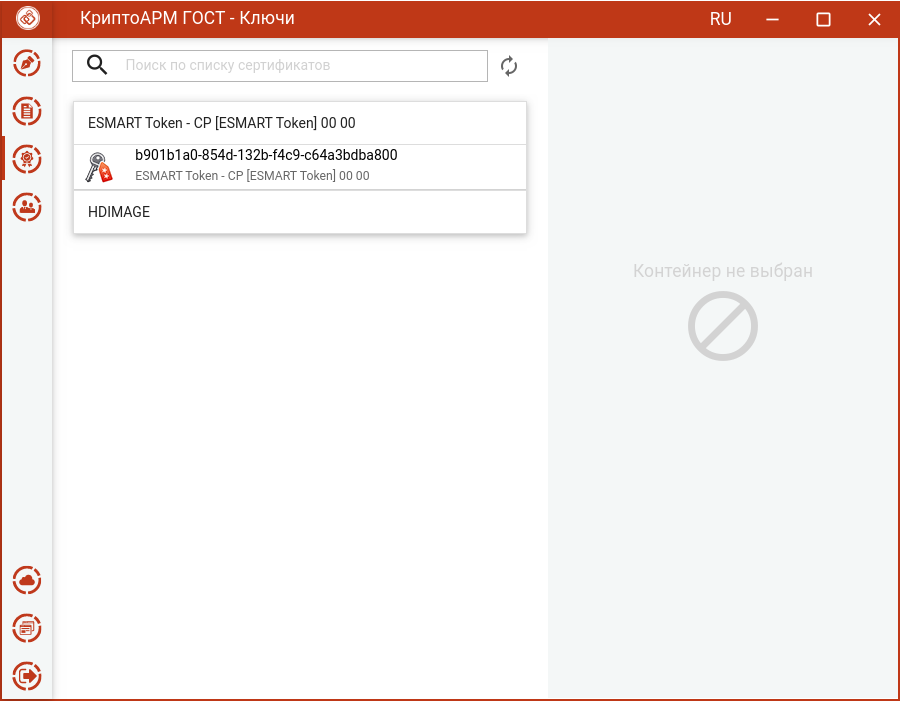 КриптоАРМ ГОСТ - Ключи
RU
Поиск по списку сертификатов
ESMART Token - CP [ESMART Token] 00 00
b901b1a0-854d-132b-f4c9-c64a3bdba800
ESMART Token - CP [ESMART Token] 00 00
HDIMAGE
Контейнер не выбран